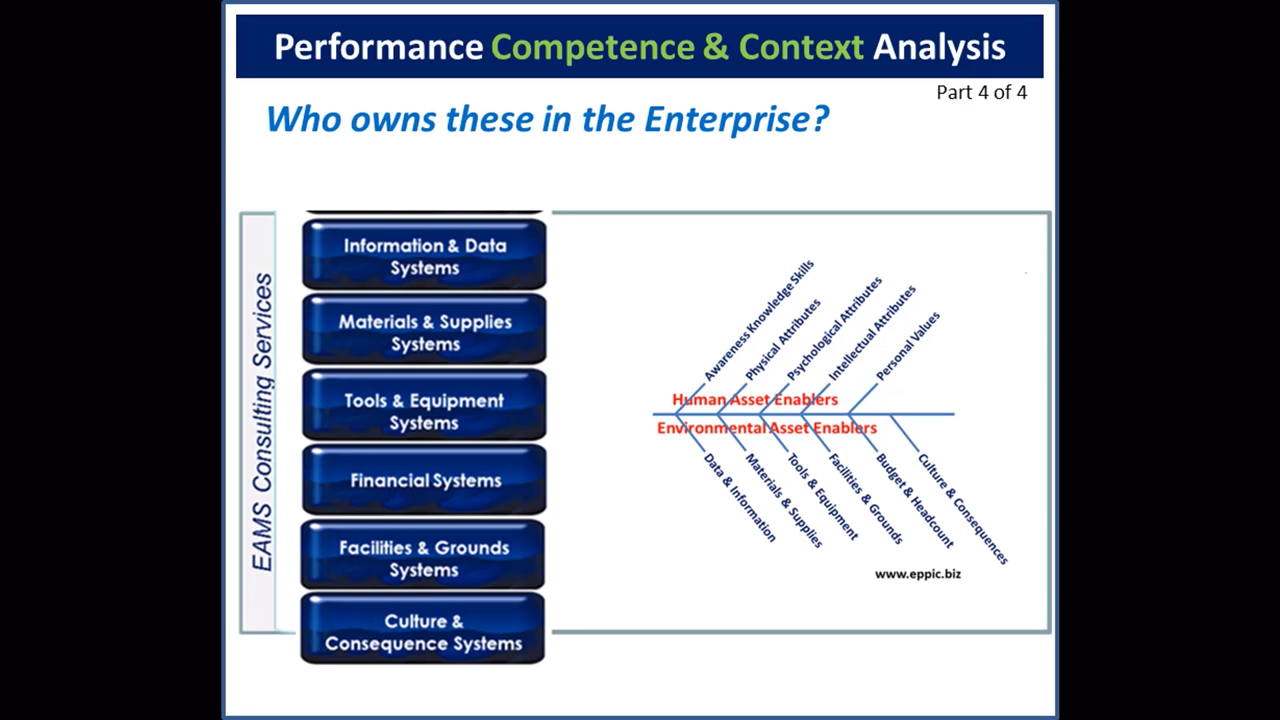 Performance Competence & Context Analysis
Part 4 of 4
Who owns these in the Enterprise?
EAMS Consulting Services
Information & Data
Systems
Materials & Supplies
Systems
Tools & Equipment
Systems
Financial Systems
Facilities & Grounds
Systems
Culture &
Consequence Systems
Awareness Knowledge Skills
Physical Attributes
Psychological Attributes
Intellectual Attributes
Personal Values
Human Asset Enablers
Environmental Asset Enablers
Data & Information
Materials & Supplies
Tools & Equipment
Facilities & Grounds
Budget & Headcount
Culture & Consequences
www.eppic.biz